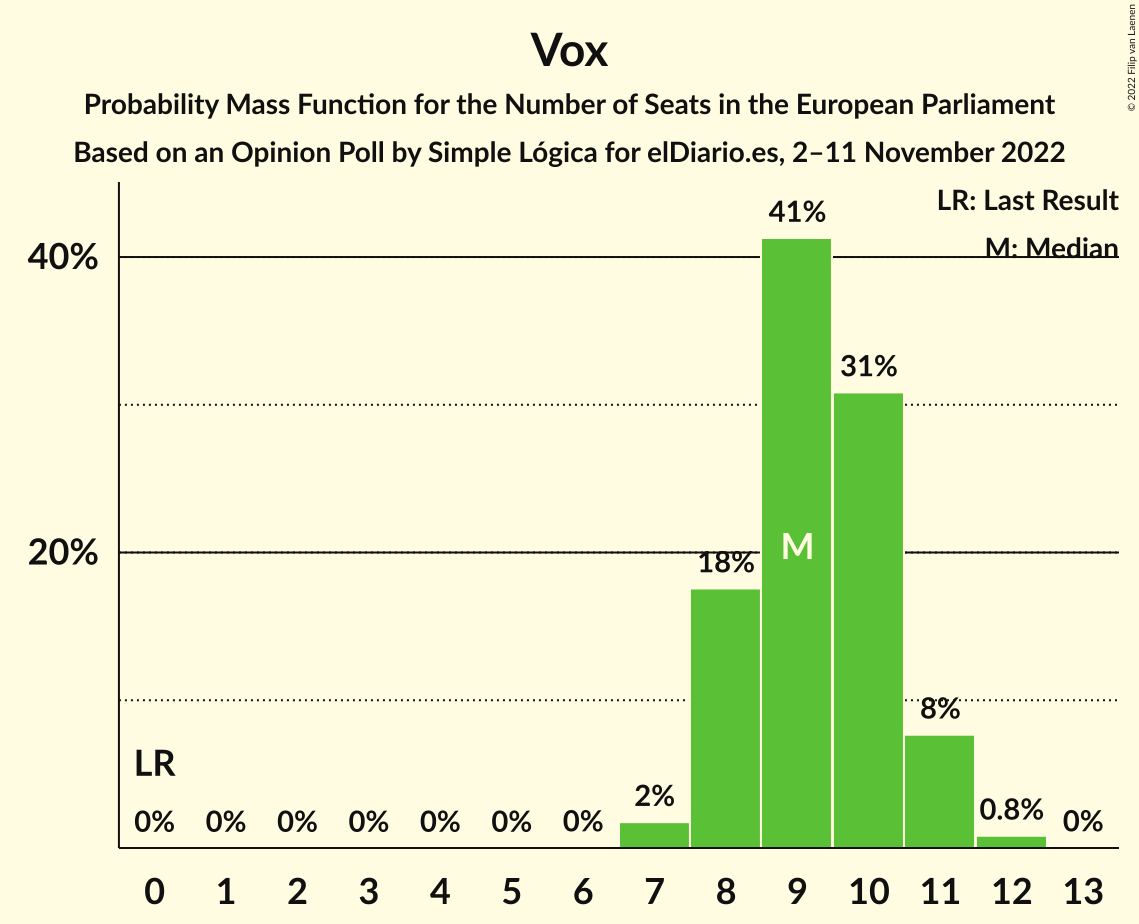 Vox
Probability Mass Function for the Number of Seats in the European Parliament
Based on an Opinion Poll by Simple Lógica for elDiario.es, 2–11 November 2022
© 2022 Filip van Laenen
LR: Last Result
M: Median
40%
20%
41%
31%
18%
M
8%
LR
2%
0.8%
0% 0% 0% 0% 0% 0% 0% 0%
0 1 2 3 4 5 6 7 8 9 10 11 12 13